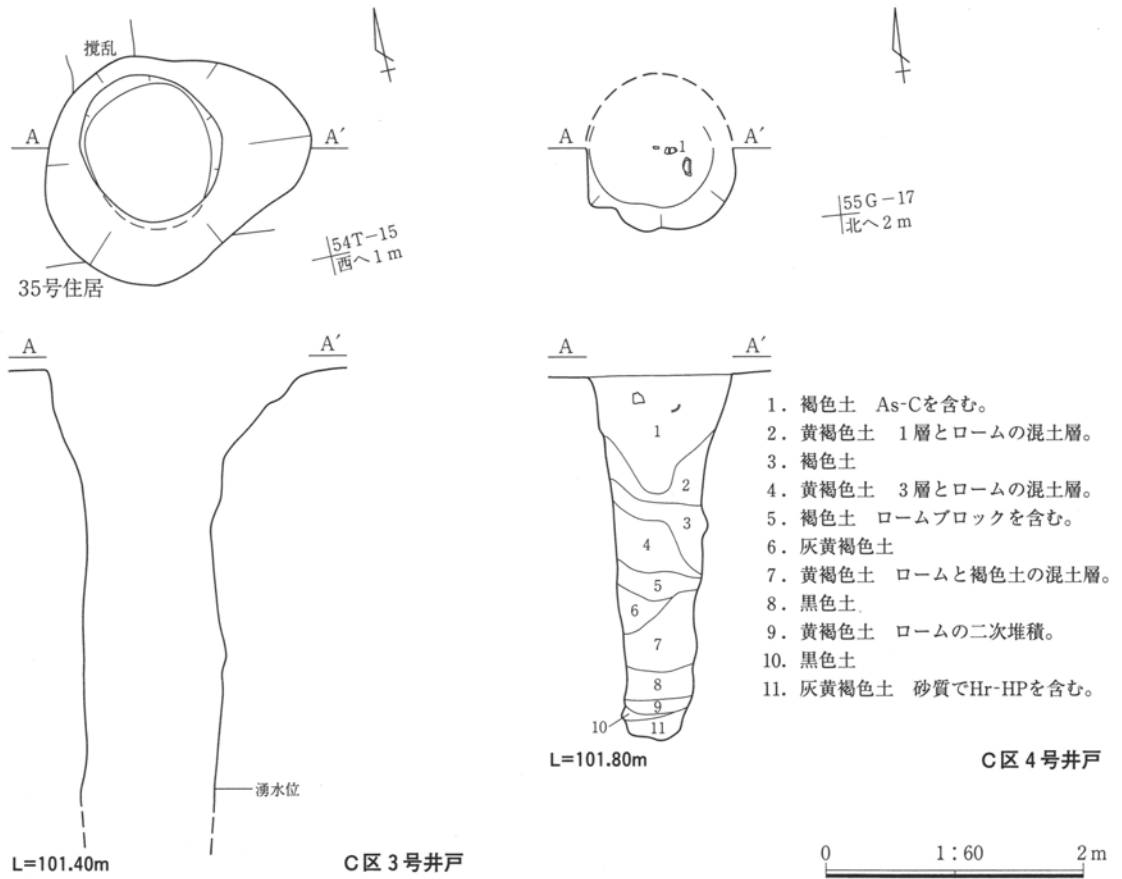 撹乱
A
A′
54T－15
西へ1m
35号住居
A
A′
1
55G－17
北へ2m
A
A′
湧水位
L=101.40m
C区3号井戸
A
A′
1
2
3
4
5
6
7
8
9
10
11
L=101.80m
C区4号井戸
1．褐色土　As-Cを含む。
2．黄褐色土　1層とロームの混土層。
3．褐色土
4．黄褐色土　3層とロームの混土層。
5．褐色土　ロームブロックを含む。
6．灰黄褐色土
7．黄褐色土　ロームと褐色土の混土層。
8．黒色土
9．黄褐色土　ロームの二次堆積。
10．黒色土
11．灰黄褐色土　砂質でHr-HPを含む。
0　1：60　2m